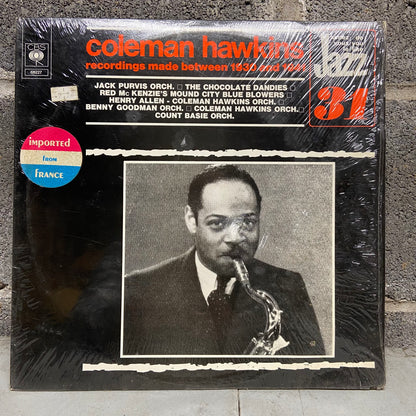 CBS
68227
coleman hawkins
recordings made between 1930 and 1941
Jazz
31
JACK PURVIS ORCH. □ THE CHOCOLATE DANDIES □
RED Mc KENZIE'S MOUND CITY BLUE BLOWERS □
HENRY ALLEN - COLEMAN HAWKINS ORCH. □
BENNY GOODMAN ORCH. □ COLEMAN HAWKINS ORCH. □
COUNT BASIE ORCH.
imported
from
FRANCE